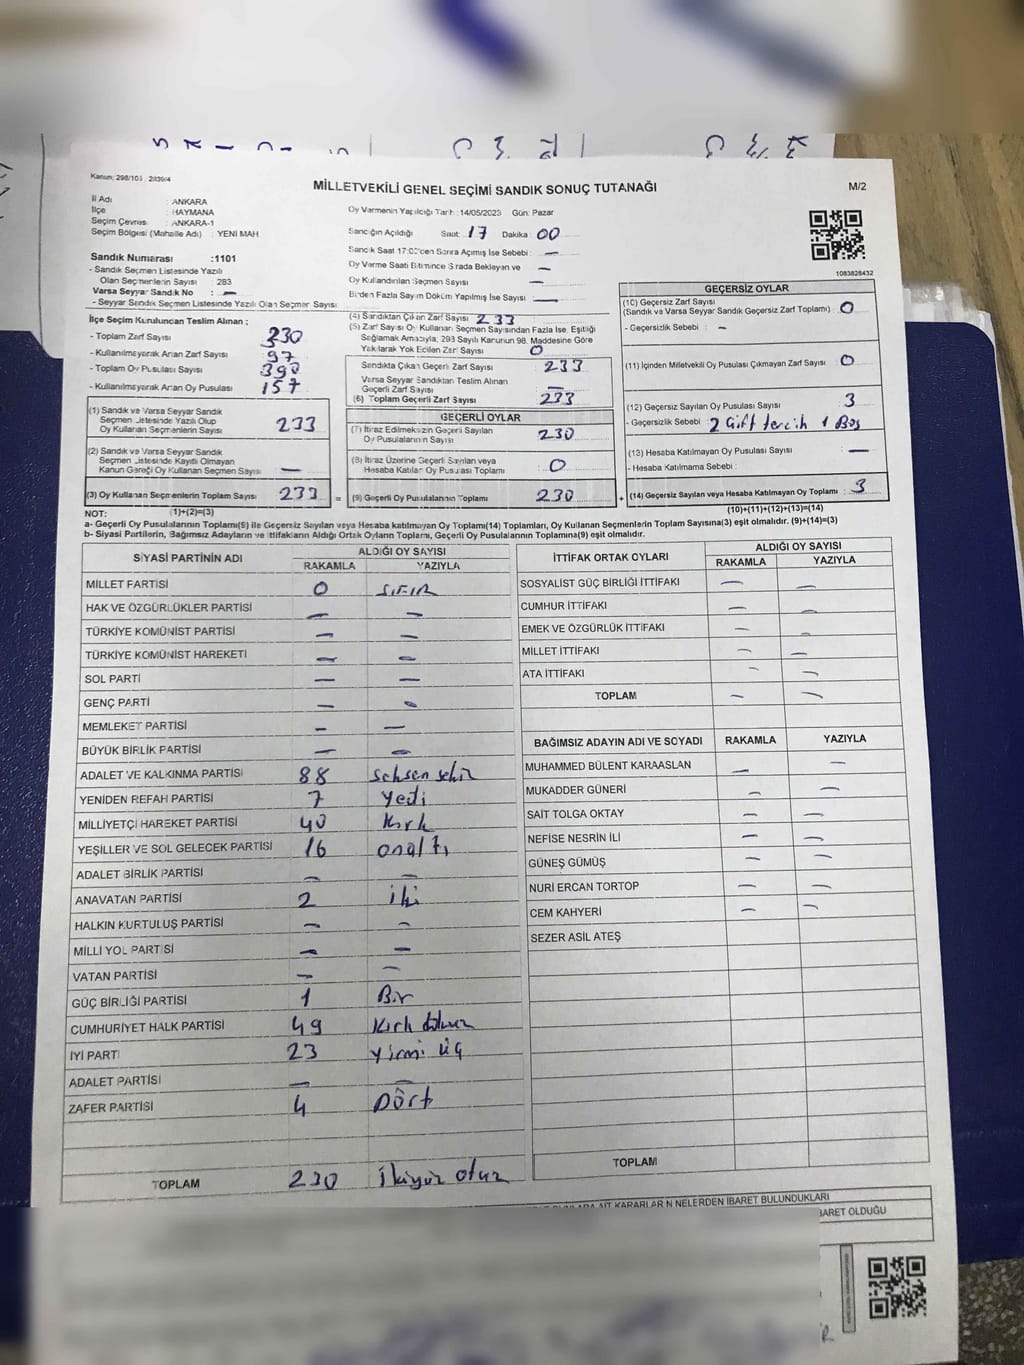 Kanun: 298/105, 2839/4
MİLLETVEKİLİ GENEL SEÇİMİ SANDIK SONUÇ TUTANAĞI
M/2
İl Adı : ANKARA
İlçe : HAYMANA
Seçim Çevresi : ANKARA-1
Seçim Bölgesi (Mahalle Adı) : YENİ MAH.
Sandık Numarası :1101
- Sandık Seçmen Listesinde Yazılı
Olan Seçmenlerin Sayısı : 283
Varsa Seyyar Sandık No : —
- Seyyar Sandık Seçmen Listesinde Yazılı Olan Seçmen Sayısı:
Oy Vermenin Yapıldığı Tarih : 14/05/2023 Gün: Pazar
Sandığın Açıldığı Saat: 17 Dakika: 00
Sandık Saat 17:00'den Sonra Açılmış İse Sebebi : —
Oy Verme Saati Bitiminde Sırada Bekleyen ve —
Oy Kullandırılan Seçmen Sayısı —
Birden Fazla Sayım Döküm Yapılmış İse Sayısı —
1083828432
İlçe Seçim Kurulundan Teslim Alınan :
- Toplam Zarf Sayısı 330
- Kullanılmayarak Artan Zarf Sayısı : 97
- Toplam Oy Pusulası Sayısı : 390
- Kullanılmayarak Artan Oy Pusulası 157
(1) Sandık ve Varsa Seyyar Sandık
Seçmen Listesinde Yazılı Olup
Oy Kullanan Seçmenlerin Sayısı : 233
(2) Sandık ve Varsa Seyyar Sandık
Seçmen Listesinde Kayıtlı Olmayan
Kanun Gereği Oy Kullanan Seçmen Sayısı : —
(3) Oy Kullanan Seçmenlerin Toplam Sayısı : 233 =
(4) Sandıktan Çıkan Zarf Sayısı 233
(5) Zarf Sayısı Oy Kullanan Seçmen Sayısından Fazla İse, Eşitliği
Sağlamak Amacıyla, 298 Sayılı Kanunun 98. Maddesine Göre
Yakılarak Yok Edilen Zarf Sayısı 0
Sandıkta Çıkan Geçerli Zarf Sayısı 233
Varsa Seyyar Sandıktan Teslim Alınan
Geçerli Zarf Sayısı —
(6) Toplam Geçerli Zarf Sayısı : 233
GEÇERLİ OYLAR
(7) İtiraz Edilmeksizin Geçerli Sayılan
Oy Pusulalarının Sayısı : 230
(8) İtiraz Üzerine Geçerli Sayılan veya
Hesaba Katılan Oy Pusulası Toplamı : 0
(9) Geçerli Oy Pusulalarının Toplamı : 230 +
GEÇERSİZ OYLAR
(10) Geçersiz Zarf Sayısı
(Sandık ve Varsa Seyyar Sandık Geçersiz Zarf Toplamı) : 0
- Geçersizlik Sebebi : —
(11) İçinden Milletvekili Oy Pusulası Çıkmayan Zarf Sayısı : 0
(12) Geçersiz Sayılan Oy Pusulası Sayısı : 3
- Geçersizlik Sebebi : 2 Çift tercih 1 Boş
(13) Hesaba Katılmayan Oy Pusulası Sayısı : —
- Hesaba Katılmama Sebebi :
(14) Geçersiz Sayılan veya Hesaba Katılmayan Oy Toplamı : 3
NOT: (1)+(2)=(3) (10)+(11)+(12)+(13)=(14)
a- Geçerli Oy Pusulalarının Toplamı(9) ile Geçersiz Sayılan veya Hesaba katılmayan Oy Toplamı(14) Toplamları, Oy Kullanan Seçmenlerin Toplam Sayısına(3) eşit olmalıdır. (9)+(14)=(3)
b- Siyasi Partilerin, Bağımsız Adayların ve İttifakların Aldığı Ortak Oyların Toplamı, Geçerli Oy Pusulalarının Toplamına(9) eşit olmalıdır.
SİYASİ PARTİNİN ADI ALDIĞI OY SAYISI
RAKAMLA YAZIYLA
MİLLET PARTİSİ 0 SIFIR
HAK VE ÖZGÜRLÜKLER PARTİSİ — —
TÜRKİYE KOMÜNİST PARTİSİ — —
TÜRKİYE KOMÜNİST HAREKETİ — —
SOL PARTİ — —
GENÇ PARTİ — —
MEMLEKET PARTİSİ — —
BÜYÜK BİRLİK PARTİSİ — —
ADALET VE KALKINMA PARTİSİ 88 Seksen sekiz
YENİDEN REFAH PARTİSİ 7 Yedi
MİLLİYETÇİ HAREKET PARTİSİ 40 Kırk
YEŞİLLER VE SOL GELECEK PARTİSİ 16 onaltı
ADALET BİRLİK PARTİSİ — —
ANAVATAN PARTİSİ 2 iki
HALKIN KURTULUŞ PARTİSİ — —
MİLLİ YOL PARTİSİ — —
VATAN PARTİSİ — —
GÜÇ BİRLİĞİ PARTİSİ 1 Bir
CUMHURİYET HALK PARTİSİ 49 Kırk dokuz
İYİ PARTİ 23 yirmi üç
ADALET PARTİSİ — —
ZAFER PARTİSİ 4 Dört
TOPLAM 230 ikiyüz otuz
İTTİFAK ORTAK OYLARI ALDIĞI OY SAYISI
RAKAMLA YAZIYLA
SOSYALİST GÜÇ BİRLİĞİ İTTİFAKI — —
CUMHUR İTTİFAKI — —
EMEK VE ÖZGÜRLÜK İTTİFAKI — —
MİLLET İTTİFAKI — —
ATA İTTİFAKI — —
TOPLAM — —
BAĞIMSIZ ADAYIN ADI VE SOYADI RAKAMLA YAZIYLA
MUHAMMED BÜLENT KARAASLAN — —
MUKADDER GÜNERİ — —
SAİT TOLGA OKTAY — —
NEFİSE NESRİN İLİ — —
GÜNEŞ GÜMÜŞ — —
NURİ ERCAN TORTOP — —
CEM KAHYERİ — —
SEZER ASİL ATEŞ
TOPLAM
KARARLARIN NELERDEN İBARET BULUNDUKLARI
İBARET OLDUĞU